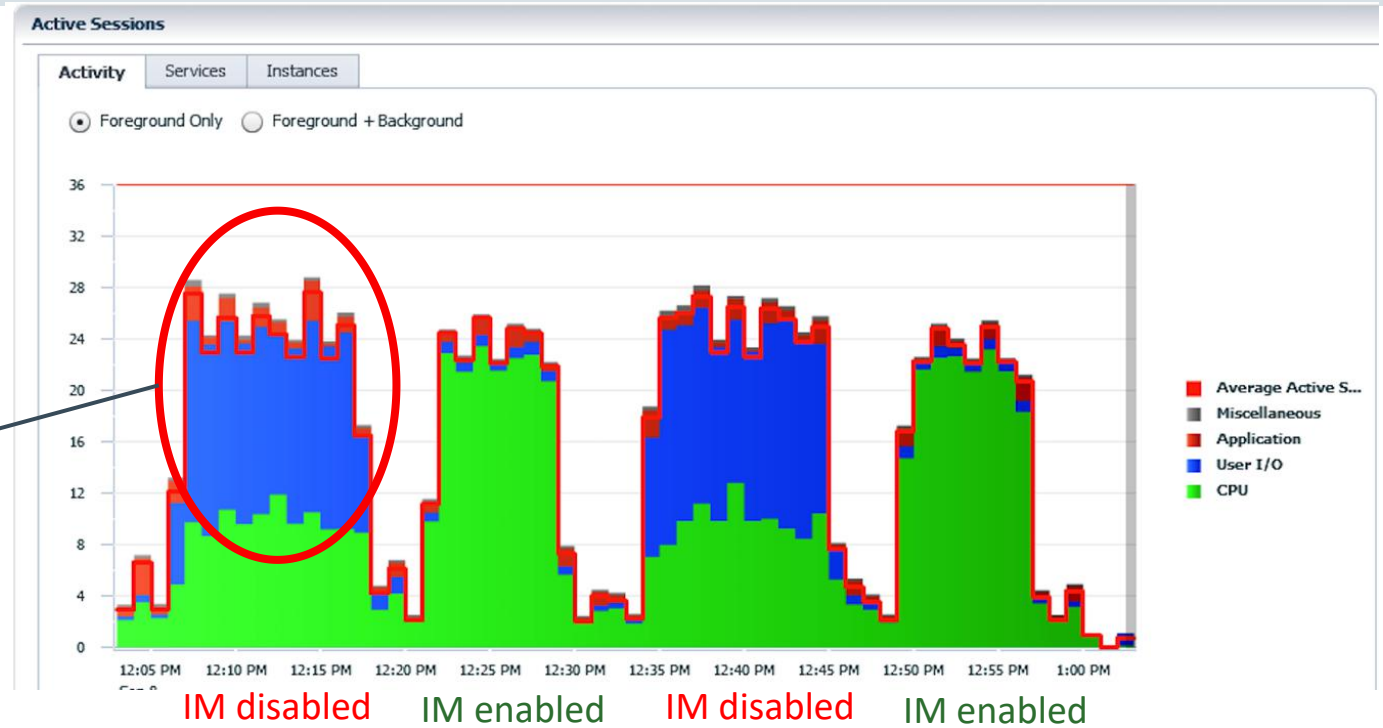 Active Sessions
Activity Services Instances
Foreground Only Foreground + Background
36
32
28
24
20
16
12
8
4
0
Average Active S...
Miscellaneous
Application
User I/O
CPU
12:05 PM 12:10 PM 12:15 PM 12:20 PM 12:25 PM 12:30 PM 12:35 PM 12:40 PM 12:45 PM 12:50 PM 12:55 PM 1:00 PM
IM disabled IM enabled IM disabled IM enabled